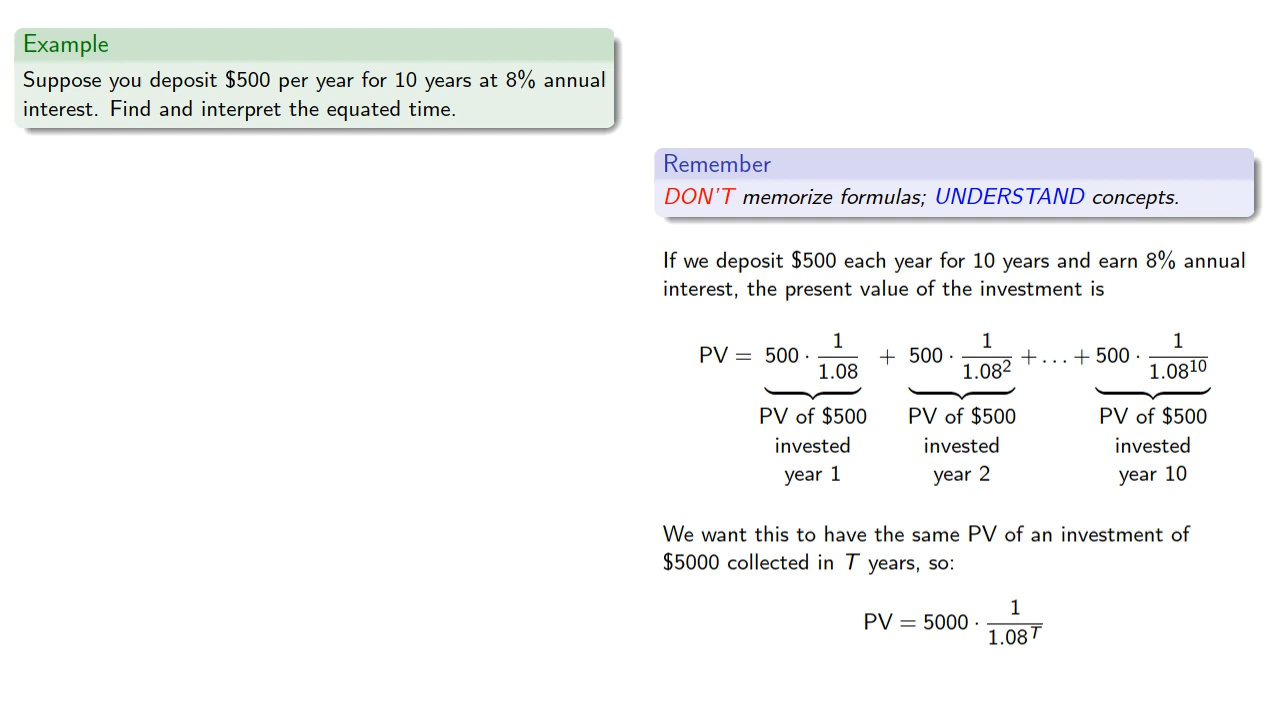 Example
Suppose you deposit $500 per year for 10 years at 8% annual
interest. Find and interpret the equated time.
Remember
DON'T memorize formulas; UNDERSTAND concepts.
If we deposit $500 each year for 10 years and earn 8% annual
interest, the present value of the investment is
PV = 500 · 1/1.08 + 500 · 1/1.08² + . . . + 500 · 1/1.08¹⁰
PV of $500 PV of $500 PV of $500
invested invested invested
year 1 year 2 year 10
We want this to have the same PV of an investment of
$5000 collected in T years, so:
PV = 5000 · 1/1.08ᵀ